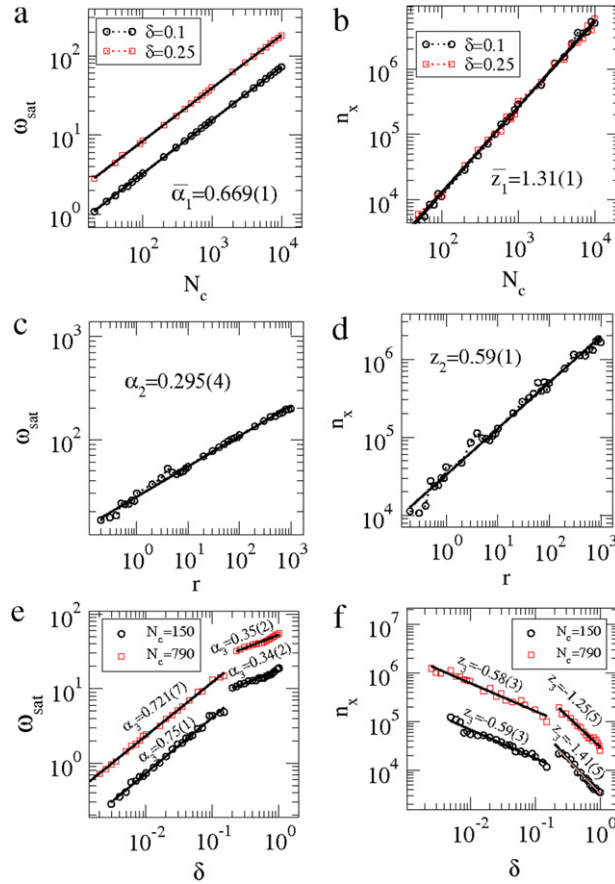 a
ω_sat
10^2
10^1
10^0
δ=0.1
δ=0.25
α̅_1=0.669(1)
10^2 10^3 10^4
N_c
b
n_x
10^6
10^5
10^4
δ=0.1
δ=0.25
z̅_1=1.31(1)
10^2 10^3 10^4
N_c
c
ω_sat
10^3
10^2
α_2=0.295(4)
10^0 10^1 10^2 10^3
r
d
n_x
10^6
10^5
10^4
z_2=0.59(1)
10^0 10^1 10^2 10^3
r
e
ω_sat
10^2
10^1
10^0
N_c=150
N_c=790
α_3=0.35(2)
α_3=0.34(2)
α_3=0.721(7)
α_3=0.75(1)
10^-2 10^-1 10^0
δ
f
n_x
10^7
10^6
10^5
10^4
N_c=150
N_c=790
z_3=-0.58(3)
z_3=-1.25(5)
z_3=-0.59(3)
z_3=-1.41(5)
10^-2 10^-1 10^0
δ